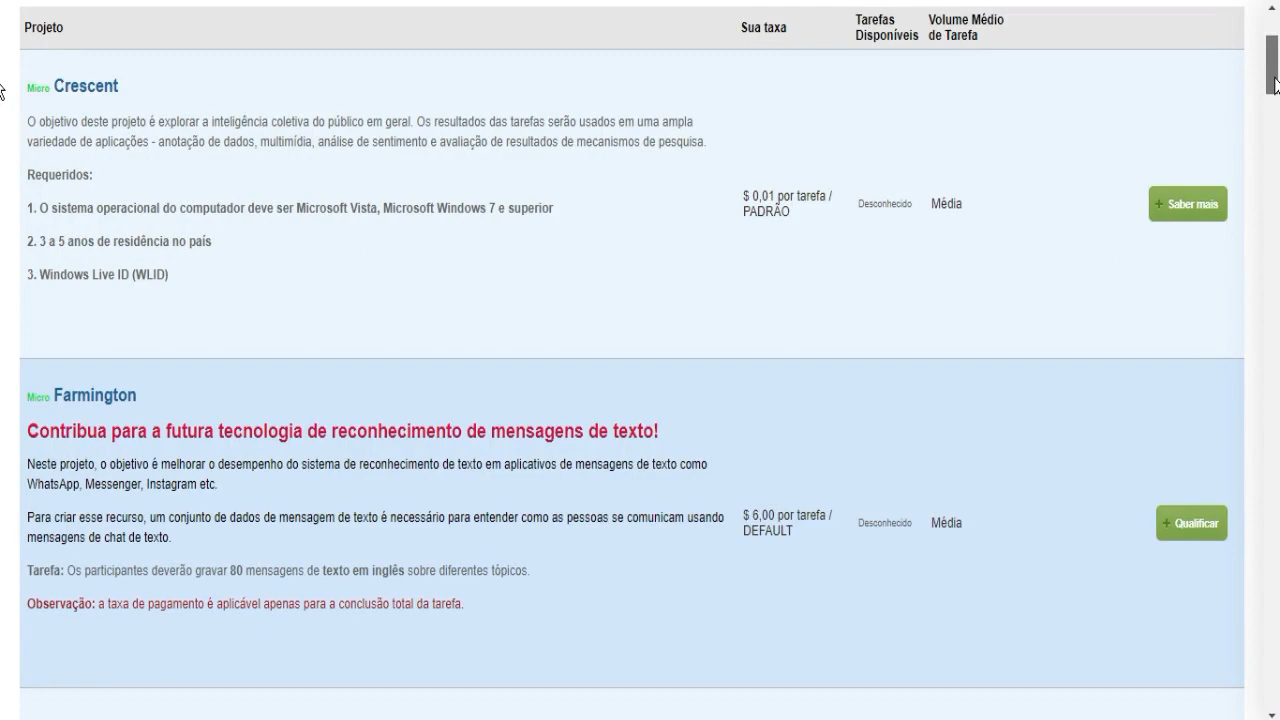 Projeto
Sua taxa
Tarefas
Disponíveis
Volume Médio
de Tarefa
Micro Crescent
O objetivo deste projeto é explorar a inteligência coletiva do público em geral. Os resultados das tarefas serão usados em uma ampla
variedade de aplicações - anotação de dados, multimídia, análise de sentimento e avaliação de resultados de mecanismos de pesquisa.
Requeridos:
1. O sistema operacional do computador deve ser Microsoft Vista, Microsoft Windows 7 e superior
2. 3 a 5 anos de residência no país
3. Windows Live ID (WLID)
$ 0,01 por tarefa /
PADRÃO
Desconhecido
Média
+ Saber mais
Micro Farmington
Contribua para a futura tecnologia de reconhecimento de mensagens de texto!
Neste projeto, o objetivo é melhorar o desempenho do sistema de reconhecimento de texto em aplicativos de mensagens de texto como
WhatsApp, Messenger, Instagram etc.
Para criar esse recurso, um conjunto de dados de mensagem de texto é necessário para entender como as pessoas se comunicam usando
mensagens de chat de texto.
Tarefa: Os participantes deverão gravar 80 mensagens de texto em inglês sobre diferentes tópicos.
Observação: a taxa de pagamento é aplicável apenas para a conclusão total da tarefa.
$ 6,00 por tarefa /
DEFAULT
Desconhecido
Média
+ Qualificar